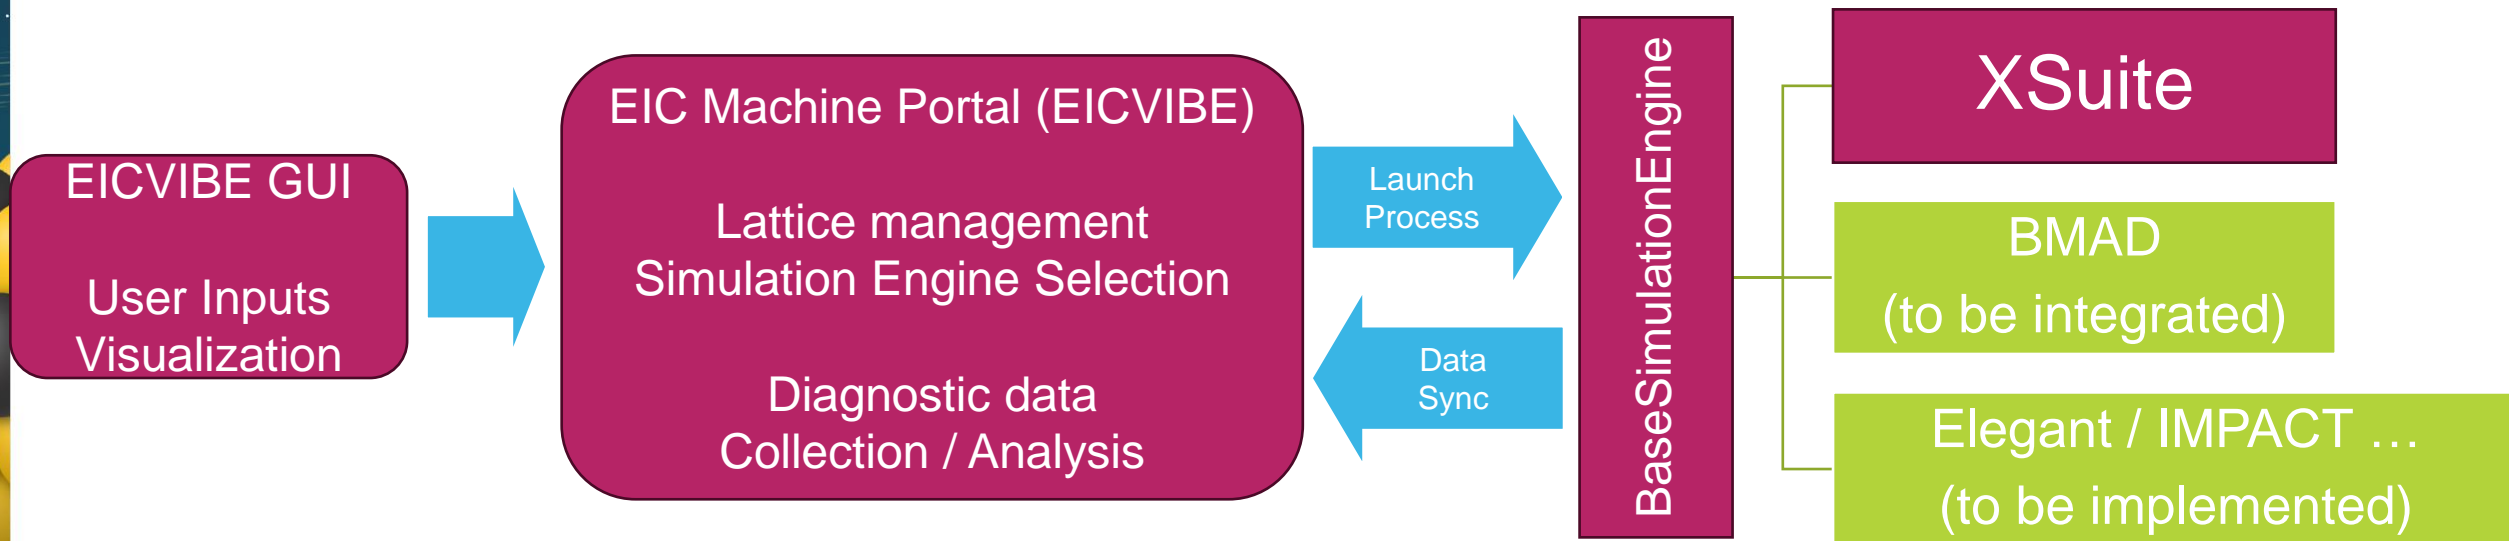 EICVIBE GUI
User Inputs
Visualization
EIC Machine Portal (EICVIBE)
Lattice management
Simulation Engine Selection
Diagnostic data
Collection / Analysis
Launch
Process
Data
Sync
BaseSimulationEngine
XSuite
BMAD
(to be integrated)
Elegant / IMPACT …
(to be implemented)